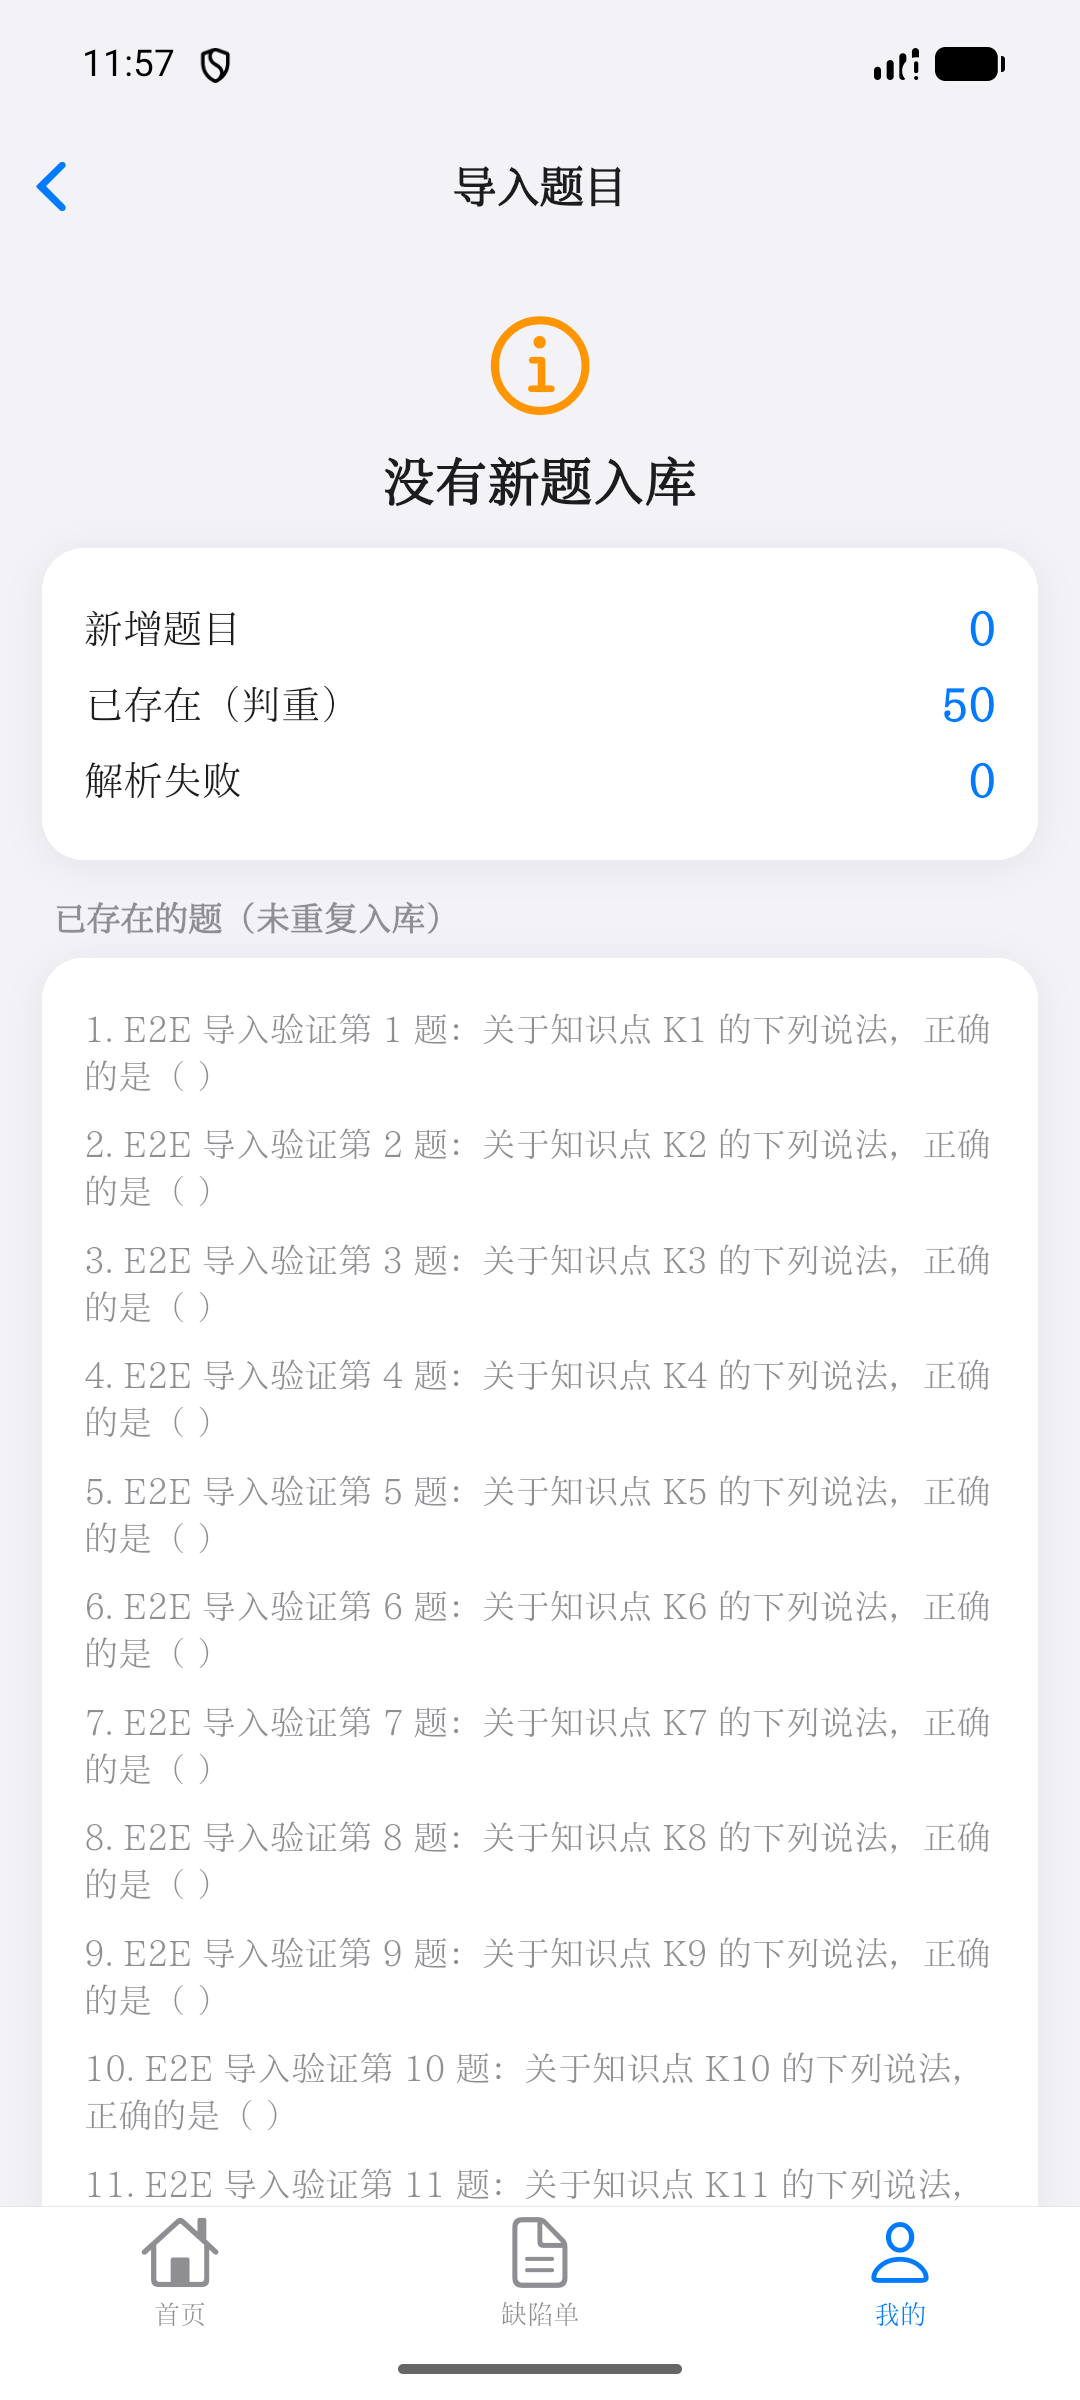 11:57
导入题目
没有新题入库
新增题目 0
已存在（判重） 50
解析失败 0
已存在的题（未重复入库）
1. E2E 导入验证第 1 题：关于知识点 K1 的下列说法，正确
的是（ ）
2. E2E 导入验证第 2 题：关于知识点 K2 的下列说法，正确
的是（ ）
3. E2E 导入验证第 3 题：关于知识点 K3 的下列说法，正确
的是（ ）
4. E2E 导入验证第 4 题：关于知识点 K4 的下列说法，正确
的是（ ）
5. E2E 导入验证第 5 题：关于知识点 K5 的下列说法，正确
的是（ ）
6. E2E 导入验证第 6 题：关于知识点 K6 的下列说法，正确
的是（ ）
7. E2E 导入验证第 7 题：关于知识点 K7 的下列说法，正确
的是（ ）
8. E2E 导入验证第 8 题：关于知识点 K8 的下列说法，正确
的是（ ）
9. E2E 导入验证第 9 题：关于知识点 K9 的下列说法，正确
的是（ ）
10. E2E 导入验证第 10 题：关于知识点 K10 的下列说法，
正确的是（ ）
11. E2E 导入验证第 11 题：关于知识点 K11 的下列说法，
首页 缺陷单 我的